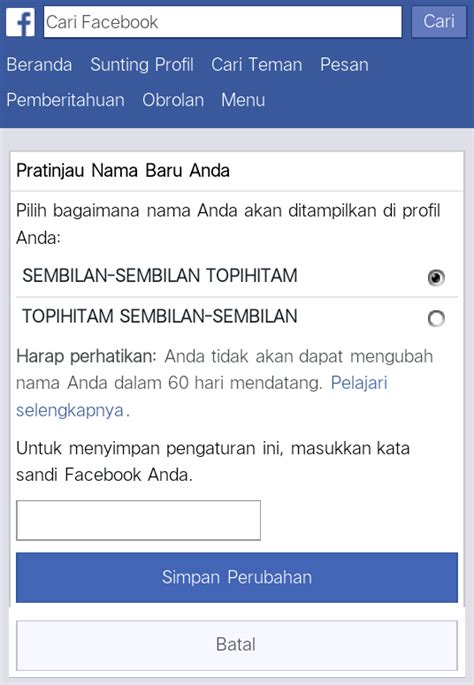 f Cari Facebook Cari
Beranda Sunting Profil Cari Teman Pesan
Pemberitahuan Obrolan Menu
Pratinjau Nama Baru Anda
Pilih bagaimana nama Anda akan ditampilkan di profil
Anda:
SEMBILAN-SEMBILAN TOPIHITAM
TOPIHITAM SEMBILAN-SEMBILAN
Harap perhatikan: Anda tidak akan dapat mengubah
nama Anda dalam 60 hari mendatang. Pelajari
selengkapnya.
Untuk menyimpan pengaturan ini, masukkan kata
sandi Facebook Anda.
Simpan Perubahan
Batal